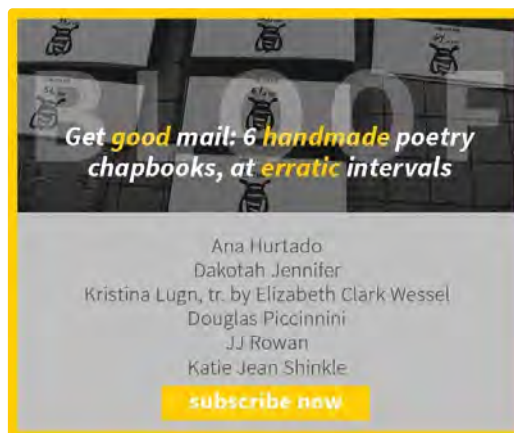 BLOOF
Get good mail: 6 handmade poetry
chapbooks, at erratic intervals
Ana Hurtado
Dakotah Jennifer
Kristina Lugn, tr. by Elizabeth Clark Wessel
Douglas Piccinnini
JJ Rowan
Katie Jean Shinkle
subscribe now